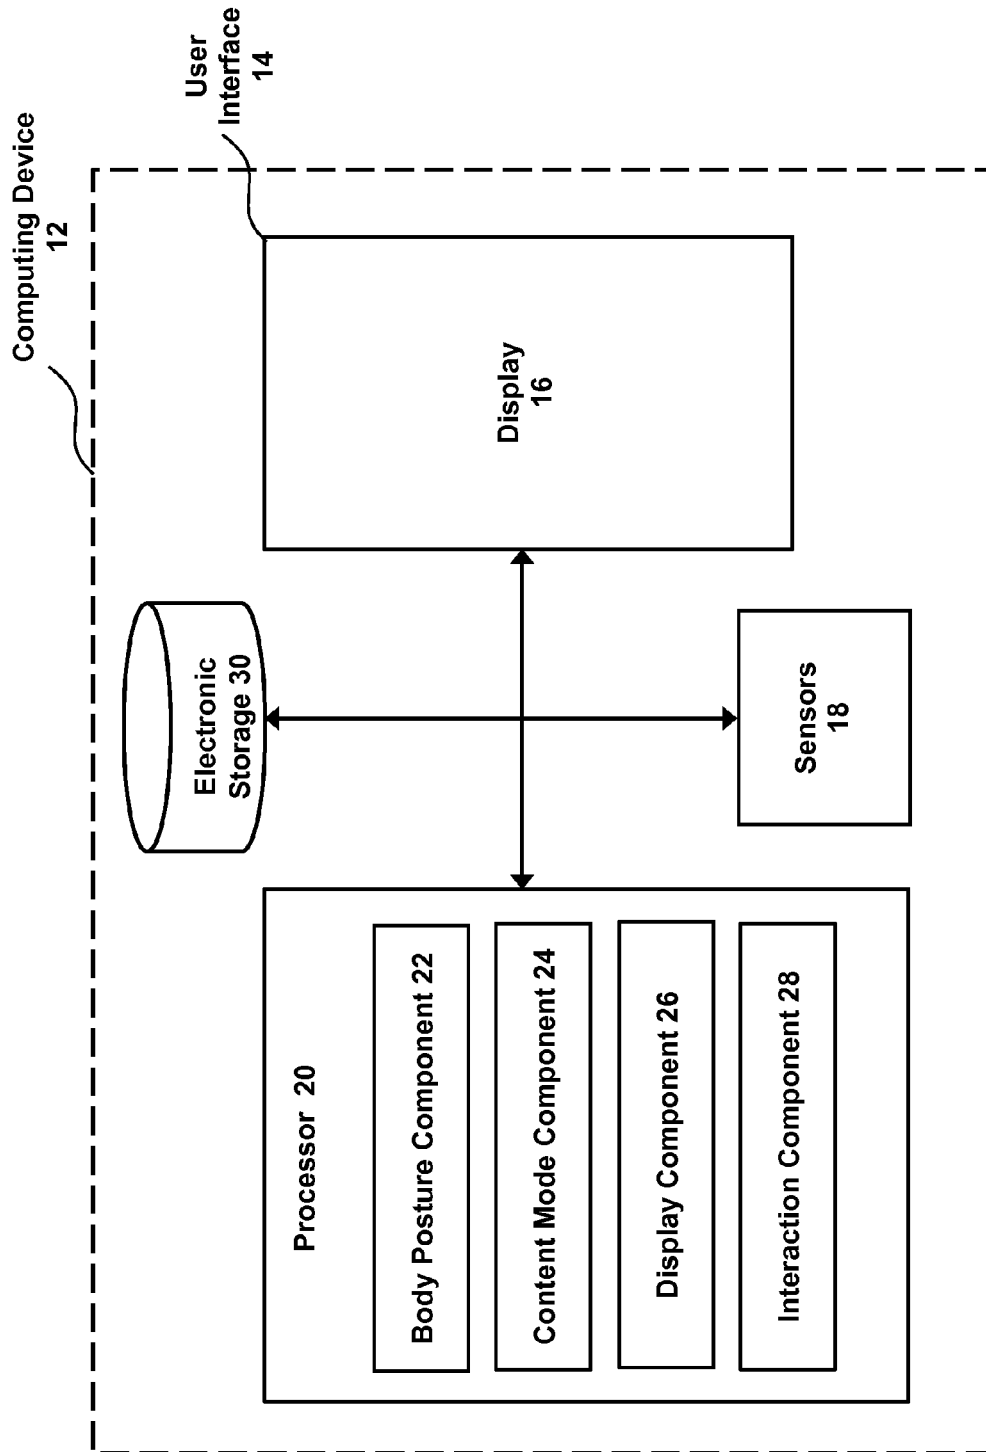 Computing Device
12
User
Interface
14
Electronic
Storage 30
Display
16
Processor 20
Body Posture Component 22
Content Mode Component 24
Display Component 26
Interaction Component 28
Sensors
18